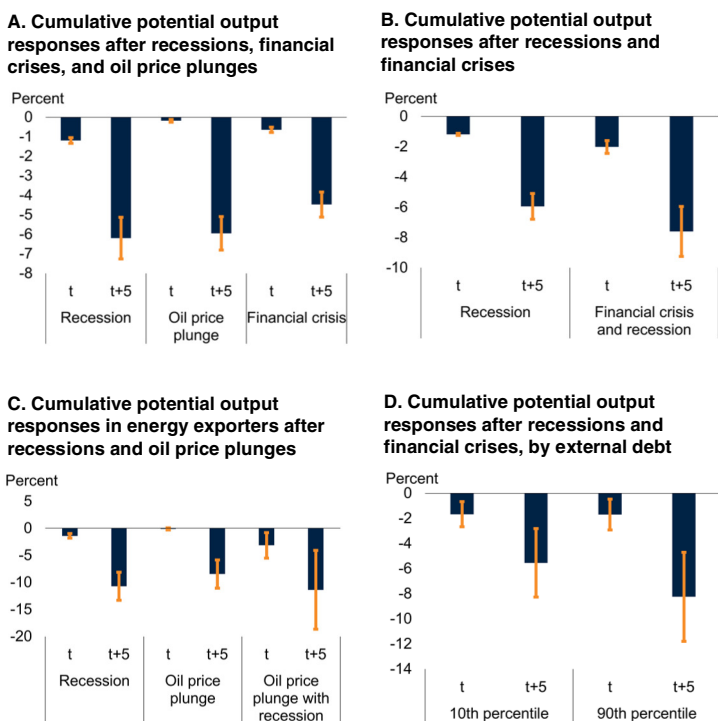 A. Cumulative potential output
responses after recessions, financial
crises, and oil price plunges
Percent
0
-1
-2
-3
-4
-5
-6
-7
-8
t t+5 t t+5 t t+5
Recession Oil price Financial crisis
plunge
B. Cumulative potential output
responses after recessions and
financial crises
Percent
0
-2
-4
-6
-8
-10
t t+5 t t+5
Recession Financial crisis
and recession
C. Cumulative potential output
responses in energy exporters after
recessions and oil price plunges
Percent
5
0
-5
-10
-15
-20
t t+5 t t+5 t t+5
Recession Oil price Oil price
plunge plunge with
recession
D. Cumulative potential output
responses after recessions and
financial crises, by external debt
Percent
0
-2
-4
-6
-8
-10
-12
-14
t t+5 t t+5
10th percentile 90th percentile